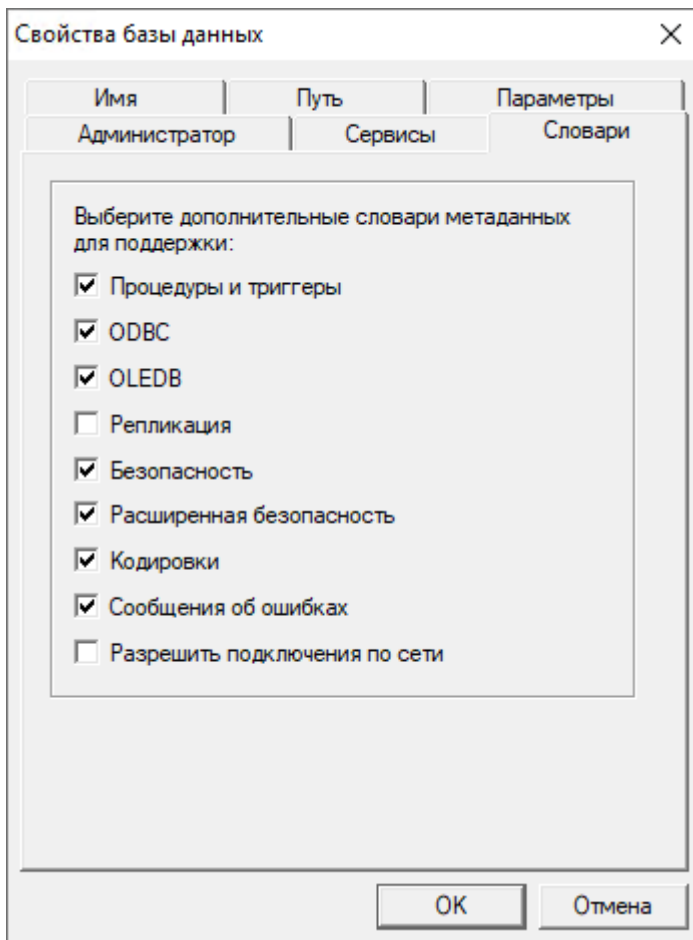 Свойства базы данных
Имя
Путь
Параметры
Администратор
Сервисы
Словари
Выберите дополнительные словари метаданных
для поддержки:
Процедуры и триггеры
ODBC
OLEDB
Репликация
Безопасность
Расширенная безопасность
Кодировки
Сообщения об ошибках
Разрешить подключения по сети
OK
Отмена